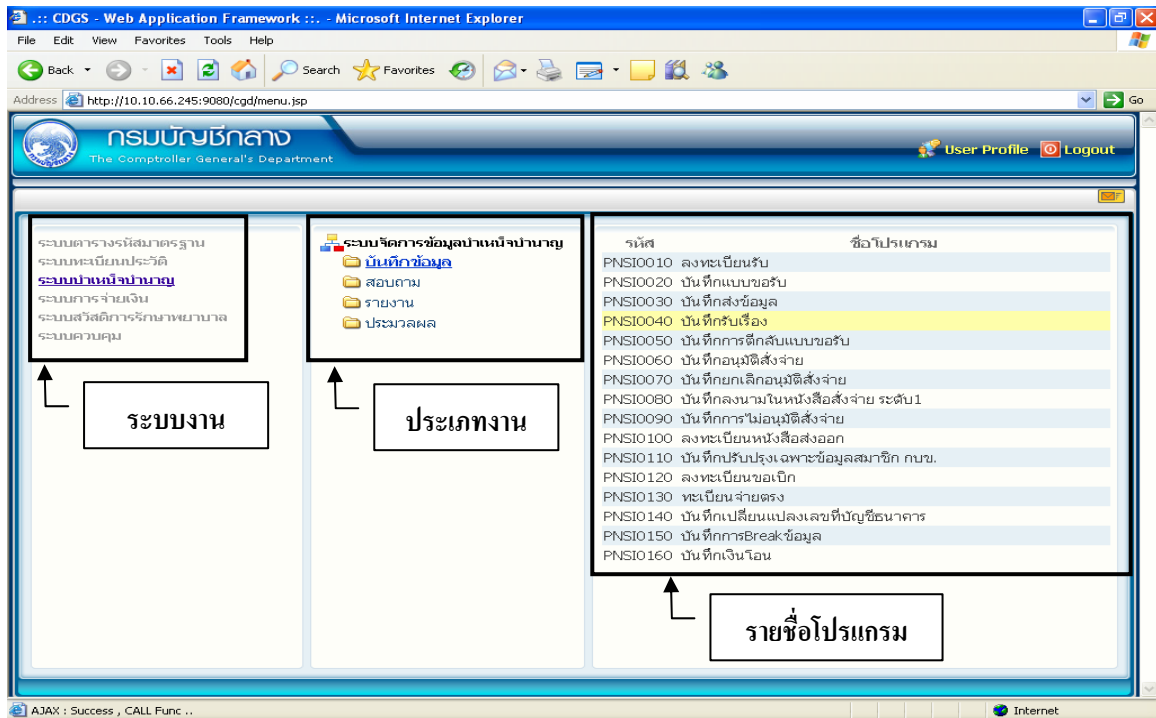 .:: CDGS - Web Application Framework ::. - Microsoft Internet Explorer
File Edit View Favorites Tools Help
Back Search Favorites
Address http://10.10.66.245:9080/cgd/menu.jsp Go
กรมบัญชีกลาง
The Comptroller General's Department
User Profile Logout
ระบบตารางรหัสมาตรฐาน
ระบบทะเบียนประวัติ
ระบบบำเหน็จบำนาญ
ระบบการจ่ายเงิน
ระบบสวัสดิการรักษาพยาบาล
ระบบควบคุม
ระบบงาน
ระบบจัดการข้อมูลบำเหน็จบำนาญ
บันทึกข้อมูล
สอบถาม
รายงาน
ประมวลผล
ประเภทงาน
รหัส ชื่อโปรแกรม
PNSI0010 ลงทะเบียนรับ
PNSI0020 บันทึกแบบขอรับ
PNSI0030 บันทึกส่งข้อมูล
PNSI0040 บันทึกรับเรื่อง
PNSI0050 บันทึกการตีกลับแบบขอรับ
PNSI0060 บันทึกอนุมัติสั่งจ่าย
PNSI0070 บันทึกยกเลิกอนุมัติสั่งจ่าย
PNSI0080 บันทึกลงนามในหนังสือสั่งจ่าย ระดับ1
PNSI0090 บันทึกการไม่อนุมัติสั่งจ่าย
PNSI0100 ลงทะเบียนหนังสือส่งออก
PNSI0110 บันทึกปรับปรุงเฉพาะข้อมูลสมาชิก กบข.
PNSI0120 ลงทะเบียนขอเบิก
PNSI0130 ทะเบียนจ่ายตรง
PNSI0140 บันทึกเปลี่ยนแปลงเลขที่บัญชีธนาคาร
PNSI0150 บันทึกการBreakข้อมูล
PNSI0160 บันทึกเงินโอน
รายชื่อโปรแกรม
AJAX : Success , CALL Func .. Internet